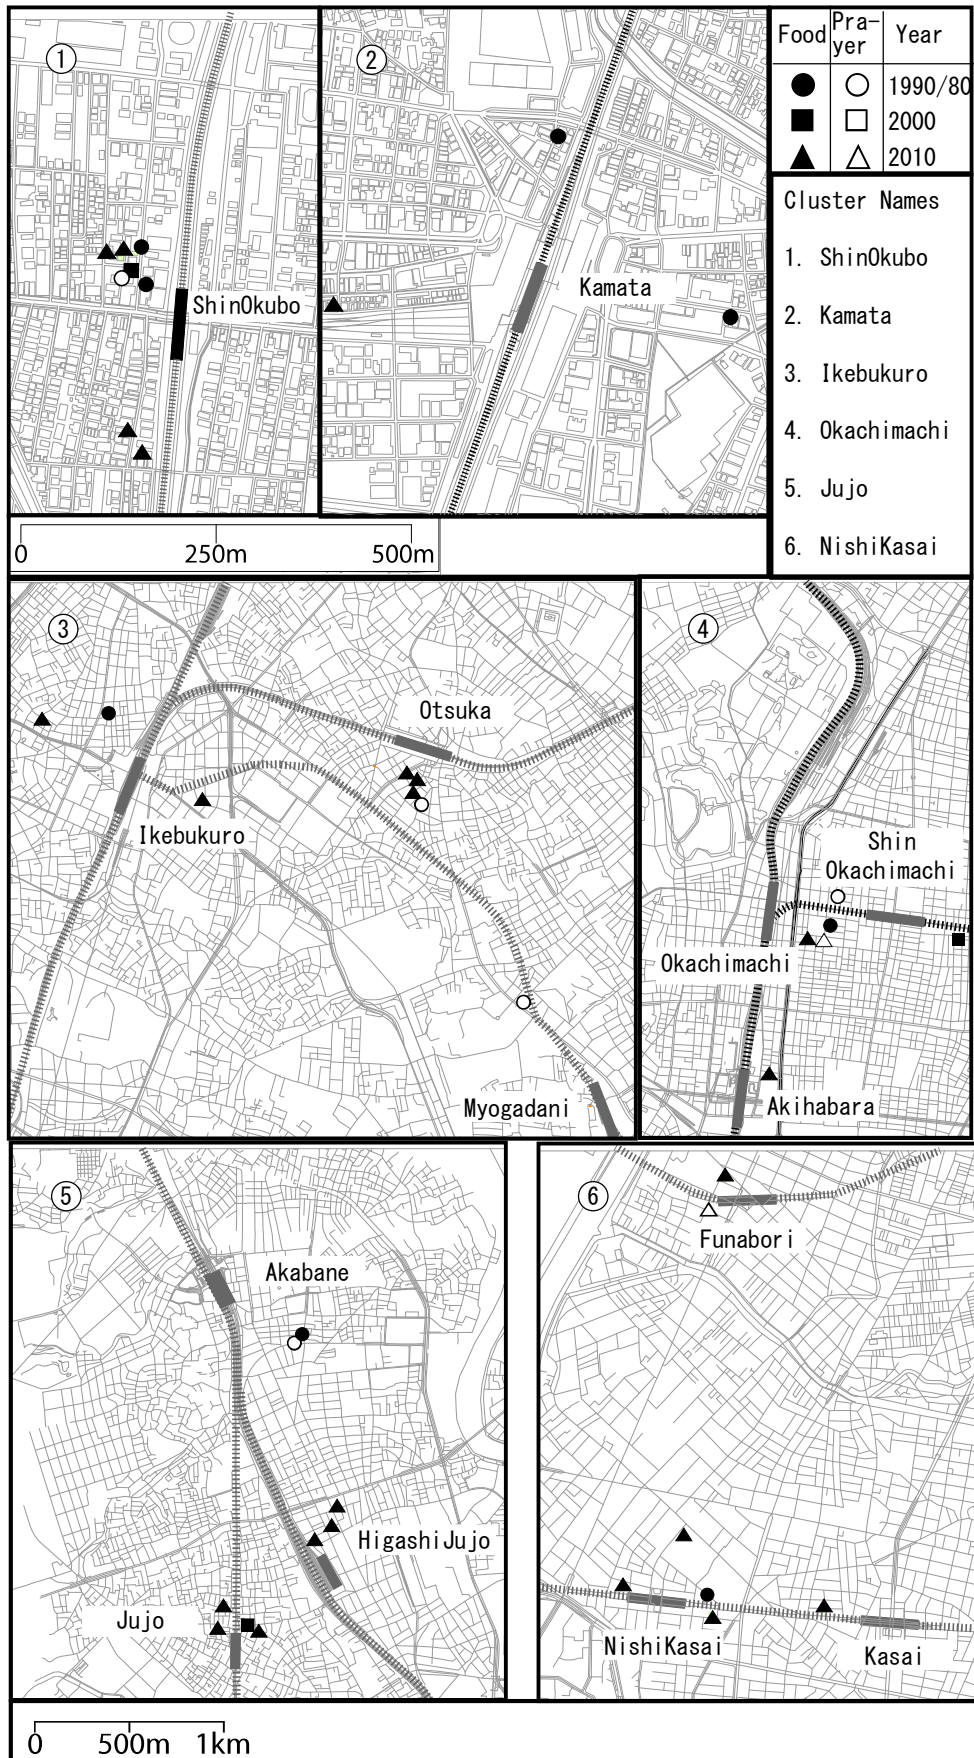 ①
ShinOkubo
②
Kamata
Food Pra-yer Year
1990/80
2000
2010
Cluster Names
1. ShinOkubo
2. Kamata
3. Ikebukuro
4. Okachimachi
5. Jujo
6. NishiKasai
0 250m 500m
③
Otsuka
Ikebukuro
Myogadani
④
Shin
Okachimachi
Okachimachi
Akihabara
⑤
Akabane
HigashiJujo
Jujo
⑥
Funabori
NishiKasai
Kasai
0 500m 1km